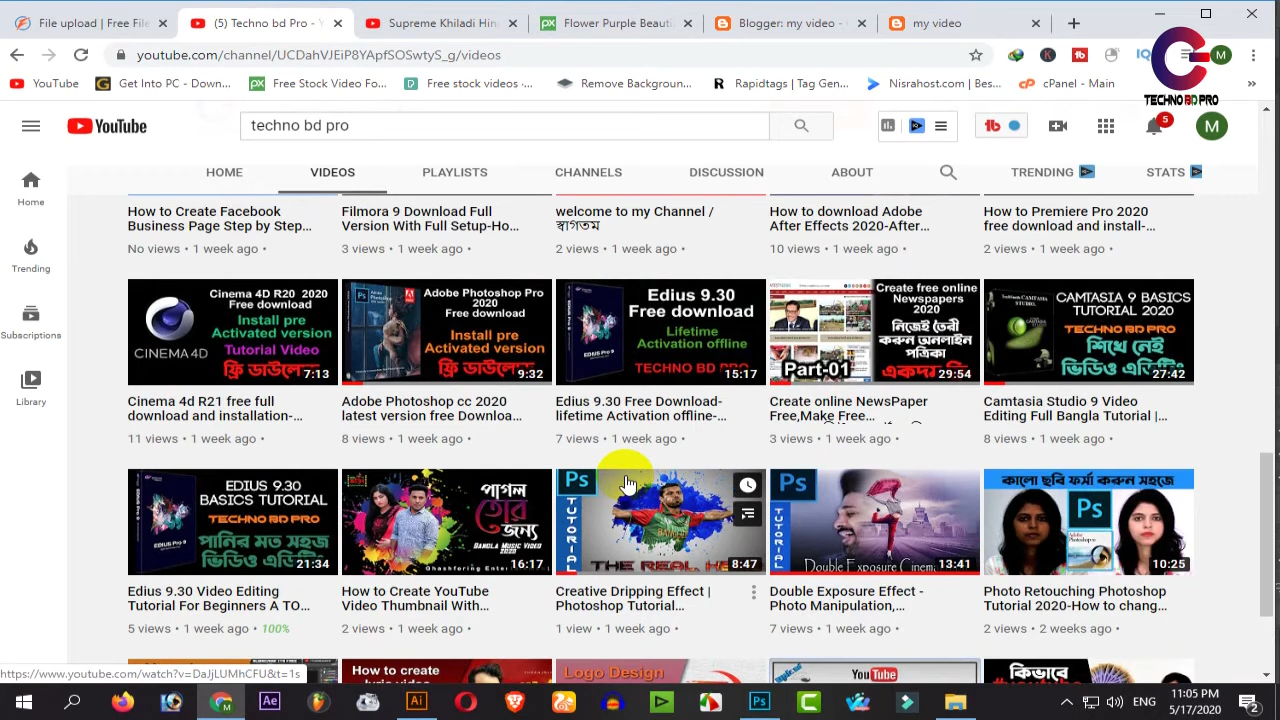 File upload | Free File
(5) Techno bd Pro - Y
Supreme Khiladi Hin
Flower Purple Beauti
Blogger: my video -
my video
youtube.com/channel/UCDahVJEiP8YApfSOSwtyS_g/videos
M
YouTube
Get Into PC - Down...
Free Stock Video Fo...
Free stock videos ·...
Remove Background...
Rapidtags | Tag Gen...
Nisrahost.com | Bes...
cPanel - Main
TECHNO BD PRO
YouTube
techno bd pro
5
M
HOME
VIDEOS
PLAYLISTS
CHANNELS
DISCUSSION
ABOUT
TRENDING
STATS
Home
Trending
Subscriptions
Library
How to Create Facebook
Business Page Step by Step...
No views · 1 week ago ·
Filmora 9 Download Full
Version With Full Setup-Ho...
3 views · 1 week ago ·
welcome to my Channel /
স্বাগতম
2 views · 1 week ago ·
How to download Adobe
After Effects 2020-After...
10 views · 1 week ago ·
How to Premiere Pro 2020
free download and install-...
2 views · 1 week ago ·
Cinema 4D R20 2020
Free download
Install pre
Activated version
Tutorial Video
ফ্রি ডাউলোড
CINEMA4D
7:13
Adobe Photoshop Pro
2020
Free download
Install pre
Activated version
ফ্রি ডাউলোড
9:32
Edius 9.30
Free download
Lifetime
Activation offline
TECHNO BD PRO
15:17
Create free online
Newspapers
2020
নিজেই তৈরী
করুন অনলাইন
পত্রিকা
একদম ফ্রি
Part-01
29:54
CAMTASIA 9 BASICS
TUTORIAL 2020
TECHNO BD PRO
শিখে নেই
ভিডিও এডিটিং
27:42
Cinema 4d R21 free full
download and installation-...
11 views · 1 week ago ·
Adobe Photoshop cc 2020
latest version free Downloa...
8 views · 1 week ago ·
Edius 9.30 Free Download-
lifetime Activation offline-...
7 views · 1 week ago ·
Create online NewsPaper
Free,Make Free...
3 views · 1 week ago ·
Camtasia Studio 9 Video
Editing Full Bangla Tutorial |...
8 views · 1 week ago ·
EDIUS 9.30
BASICS TUTORIAL
TECHNO BD PRO
পানির মত সহজ
ভিডিও এডিটিং
21:34
পাগল
তোর
জন্য
BANGLA MUSIC VIDEO
2020
16:17
Ps
TUTORIAL
THE REAL HE
8:47
Ps
TUTORIAL
Double Exposure Cinem
13:41
কালো ছবি ফর্সা করুন সহজে
Ps
10:25
Edius 9.30 Video Editing
Tutorial For Beginners A TO...
5 views · 1 week ago · 100%
How to Create YouTube
Video Thumbnail With...
2 views · 1 week ago ·
Creative Dripping Effect |
Photoshop Tutorial...
1 view · 1 week ago ·
Double Exposure Effect -
Photo Manipulation,...
7 views · 1 week ago ·
Photo Retouching Photoshop
Tutorial 2020-How to chang...
2 views · 2 weeks ago ·
How to create
Logo Design
YouTube
কিভাবে
https://www.youtube.com/watch?v=DaJjLUMhCFU&t=1s
ENG
11:05 PM
5/17/2020
2